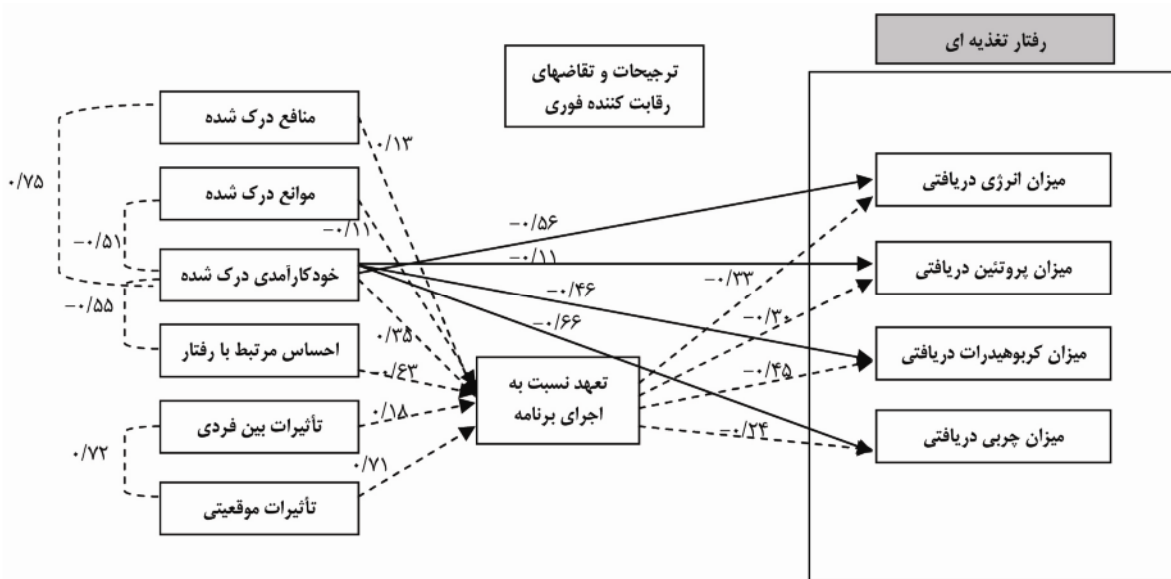 رفتار تغذیه ای
ترجیحات و تقاضهای
رقابت کننده فوری
منافع درک شده
موانع درک شده
خودکارآمدی درک شده
احساس مرتبط با رفتار
تأثیرات بین فردی
تأثیرات موقعیتی
۰/۷۵
−۰/۵۱
−۰/۵۵
۰/۷۲
۰/۱۳
−۰/۱۱
۰/۳۵
۰/۶۳
۰/۱۸
۰/۷۱
تعهد نسبت به
اجرای برنامه
−۰/۵۶
−۰/۱۱
−۰/۴۶
−۰/۶۶
−۰/۳۳
−۰/۳۰
−۰/۴۵
−۰/۲۴
میزان انرژی دریافتی
میزان پروتئین دریافتی
میزان کربوهیدرات دریافتی
میزان چربی دریافتی